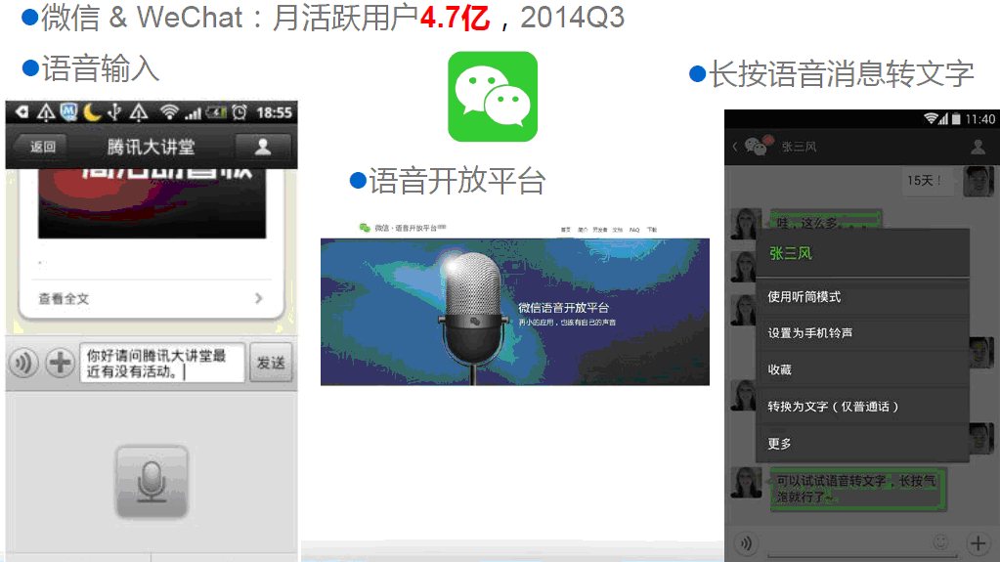 ●微信 & WeChat：月活跃用户4.7亿，2014Q3
●语音输入
18:55
返回
腾讯大讲堂
查看全文
你好请问腾讯大讲堂最
近有没有活动。
发送
●语音开放平台
微信·语音开放平台
首页 简介 开发者 文档 FAQ 下载
微信语音开放平台
再小的应用，也该有自己的声音
●长按语音消息转文字
11:40
张三风
15天！
哇，这么多。。。
张三风
使用听筒模式
设置为手机铃声
收藏
转换为文字（仅普通话）
更多
可以试试语音转文字，长按气
泡就行了~